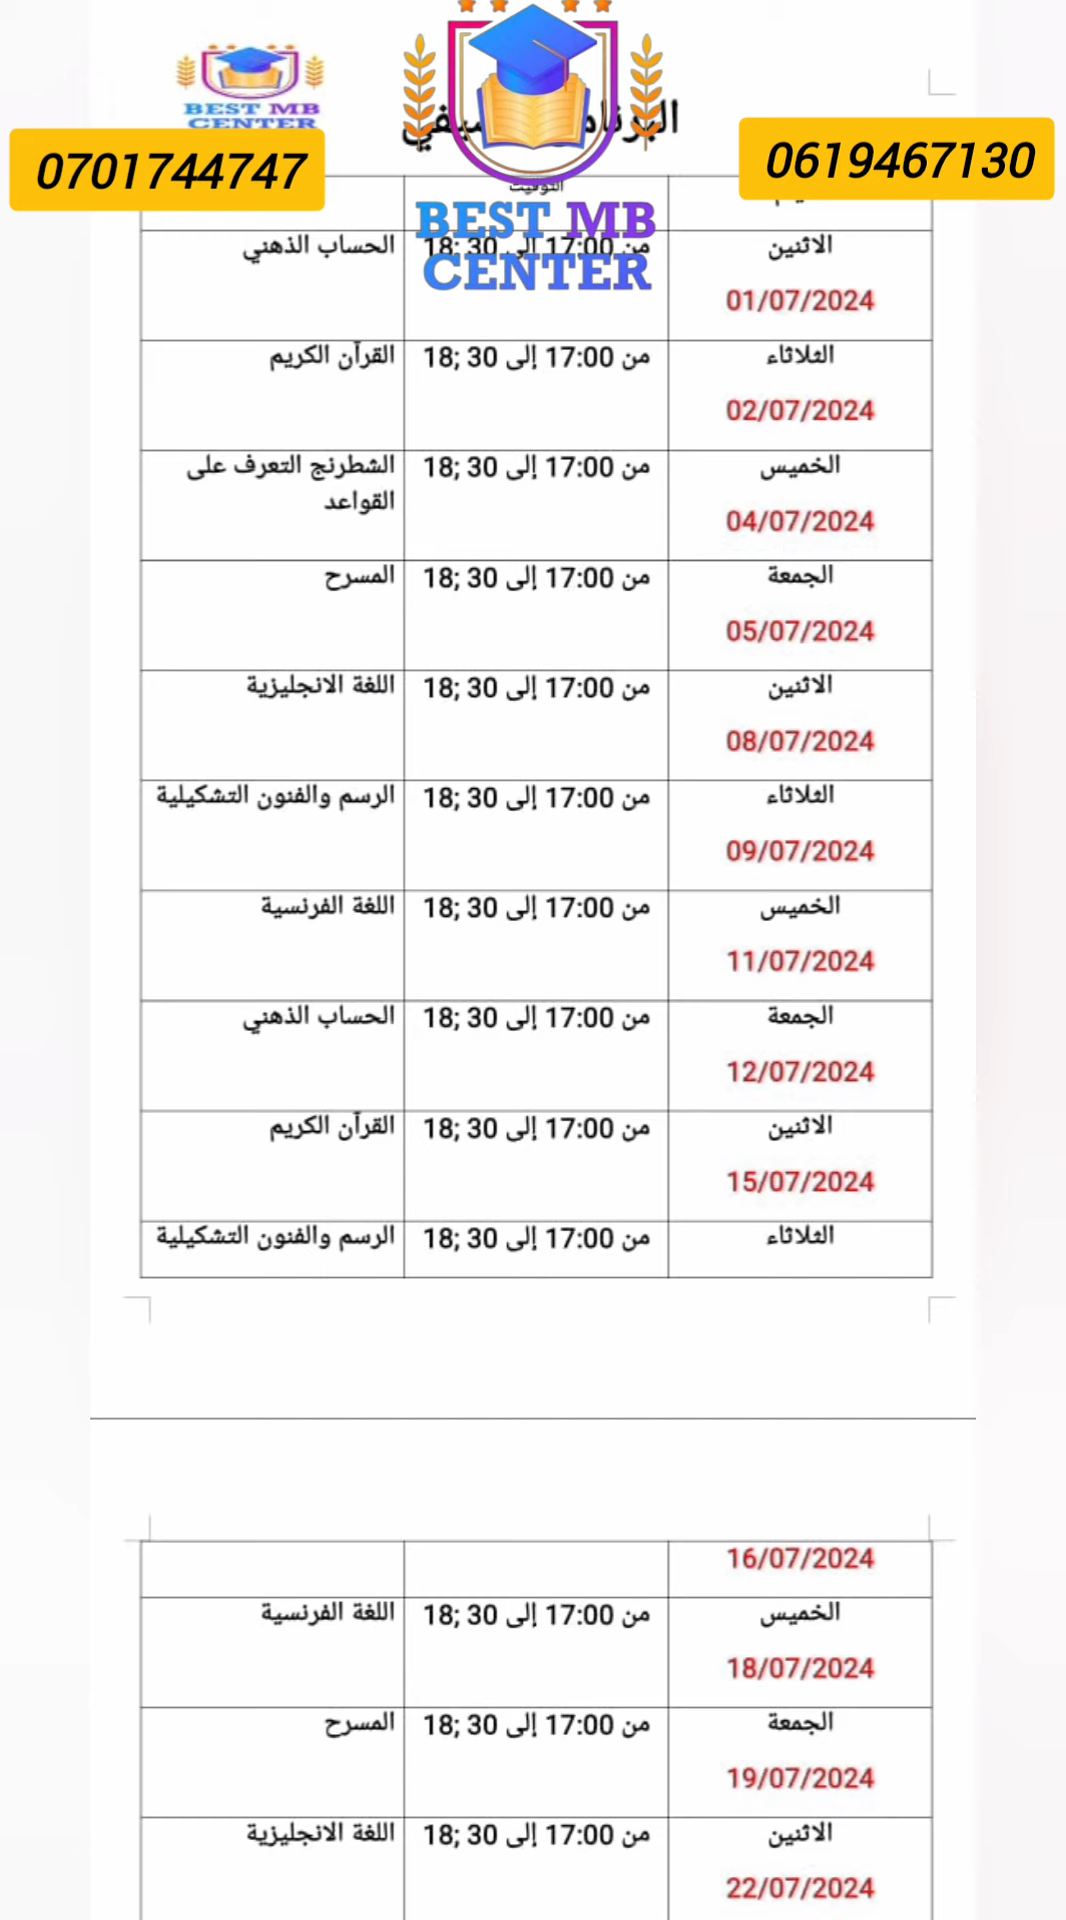 BEST MB
CENTER
0701744747
0619467130
BEST MB
CENTER
التوقيت
الاثنين
01/07/2024
من 17:00 إلى 30 ;18
الحساب الذهني
الثلاثاء
02/07/2024
من 17:00 إلى 30 ;18
القرآن الكريم
الخميس
04/07/2024
من 17:00 إلى 30 ;18
الشطرنج التعرف على
القواعد
الجمعة
05/07/2024
من 17:00 إلى 30 ;18
المسرح
الاثنين
08/07/2024
من 17:00 إلى 30 ;18
اللغة الانجليزية
الثلاثاء
09/07/2024
من 17:00 إلى 30 ;18
الرسم والفنون التشكيلية
الخميس
11/07/2024
من 17:00 إلى 30 ;18
اللغة الفرنسية
الجمعة
12/07/2024
من 17:00 إلى 30 ;18
الحساب الذهني
الاثنين
15/07/2024
من 17:00 إلى 30 ;18
القرآن الكريم
الثلاثاء
من 17:00 إلى 30 ;18
الرسم والفنون التشكيلية
16/07/2024
الخميس
18/07/2024
من 17:00 إلى 30 ;18
اللغة الفرنسية
الجمعة
19/07/2024
من 17:00 إلى 30 ;18
المسرح
الاثنين
22/07/2024
من 17:00 إلى 30 ;18
اللغة الانجليزية